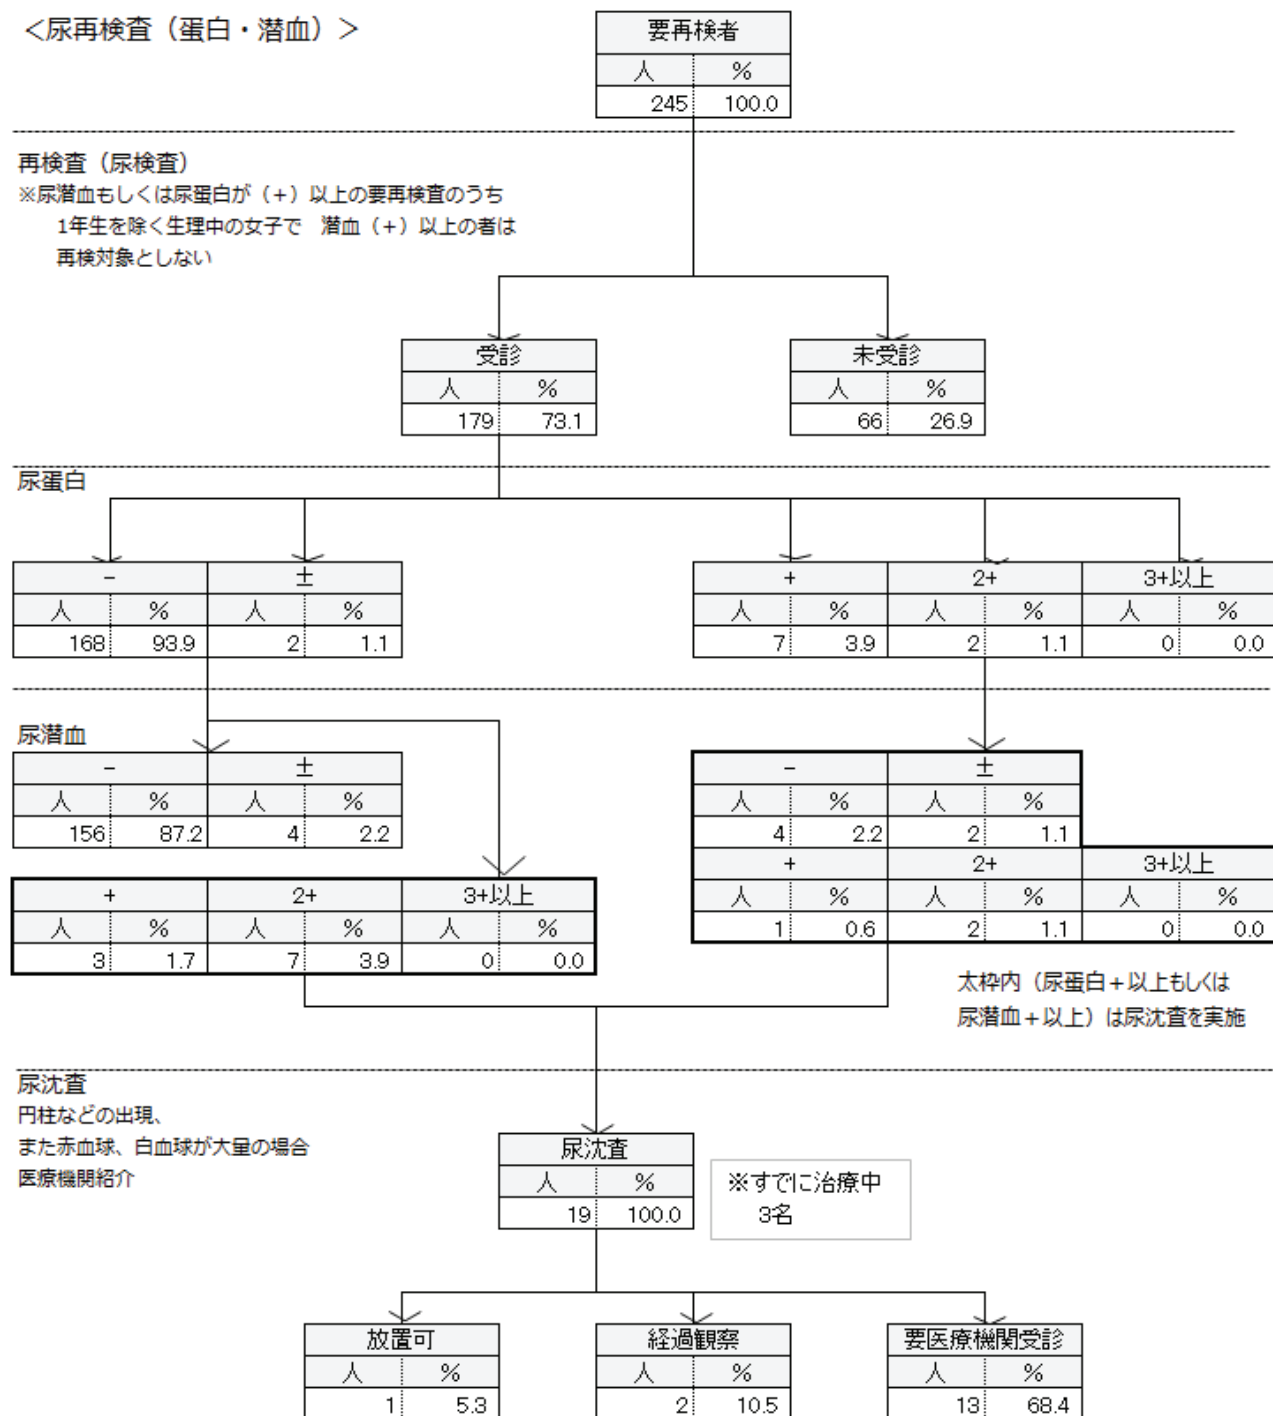 ＜尿再検査（蛋白・潜血）＞
要再検者
人 %
245 100.0
再検査（尿検査）
※尿潜血もしくは尿蛋白が（+）以上の要再検査のうち
1年生を除く生理中の女子で 潜血（+）以上の者は
再検対象としない
受診 未受診
人 % 人 %
179 73.1 66 26.9
尿蛋白
- ± + 2+ 3+以上
人 % 人 % 人 % 人 % 人 %
168 93.9 2 1.1 7 3.9 2 1.1 0 0.0
尿潜血
- ± - ±
人 % 人 % 人 % 人 %
156 87.2 4 2.2 4 2.2 2 1.1
+ 2+ 3+以上
人 % 人 % 人 %
1 0.6 2 1.1 0 0.0
+ 2+ 3+以上
人 % 人 % 人 %
3 1.7 7 3.9 0 0.0
太枠内（尿蛋白+以上もしくは
尿潜血+以上）は尿沈査を実施
尿沈査
円柱などの出現、
また赤血球、白血球が大量の場合
医療機関紹介
尿沈査
人 %
19 100.0
※すでに治療中
3名
放置可 経過観察 要医療機関受診
人 % 人 % 人 %
1 5.3 2 10.5 13 68.4